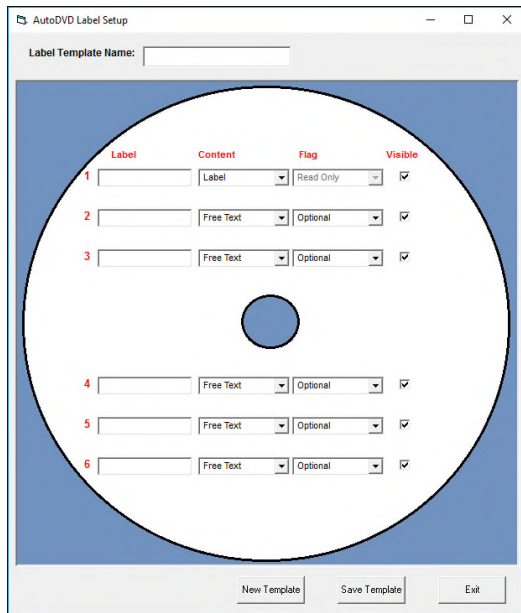 AutoDVD Label Setup
Label Template Name:
Label Content Flag Visible
1 Label Read Only
2 Free Text Optional
3 Free Text Optional
4 Free Text Optional
5 Free Text Optional
6 Free Text Optional
New Template Save Template Exit